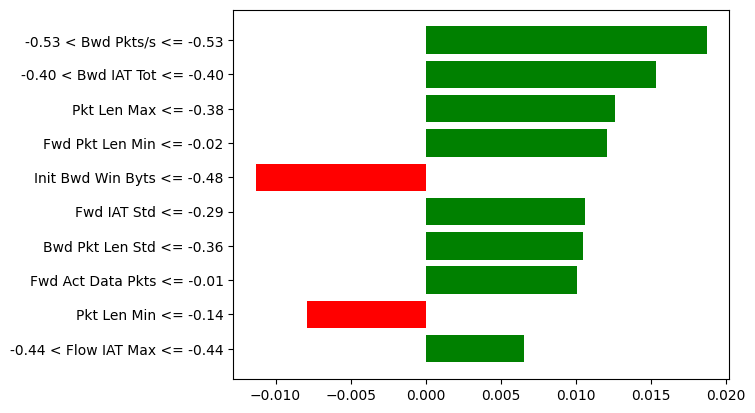 -0.53 < Bwd Pkts/s <= -0.53
-0.40 < Bwd IAT Tot <= -0.40
Pkt Len Max <= -0.38
Fwd Pkt Len Min <= -0.02
Init Bwd Win Byts <= -0.48
Fwd IAT Std <= -0.29
Bwd Pkt Len Std <= -0.36
Fwd Act Data Pkts <= -0.01
Pkt Len Min <= -0.14
-0.44 < Flow IAT Max <= -0.44
−0.010 −0.005 0.000 0.005 0.010 0.015 0.020